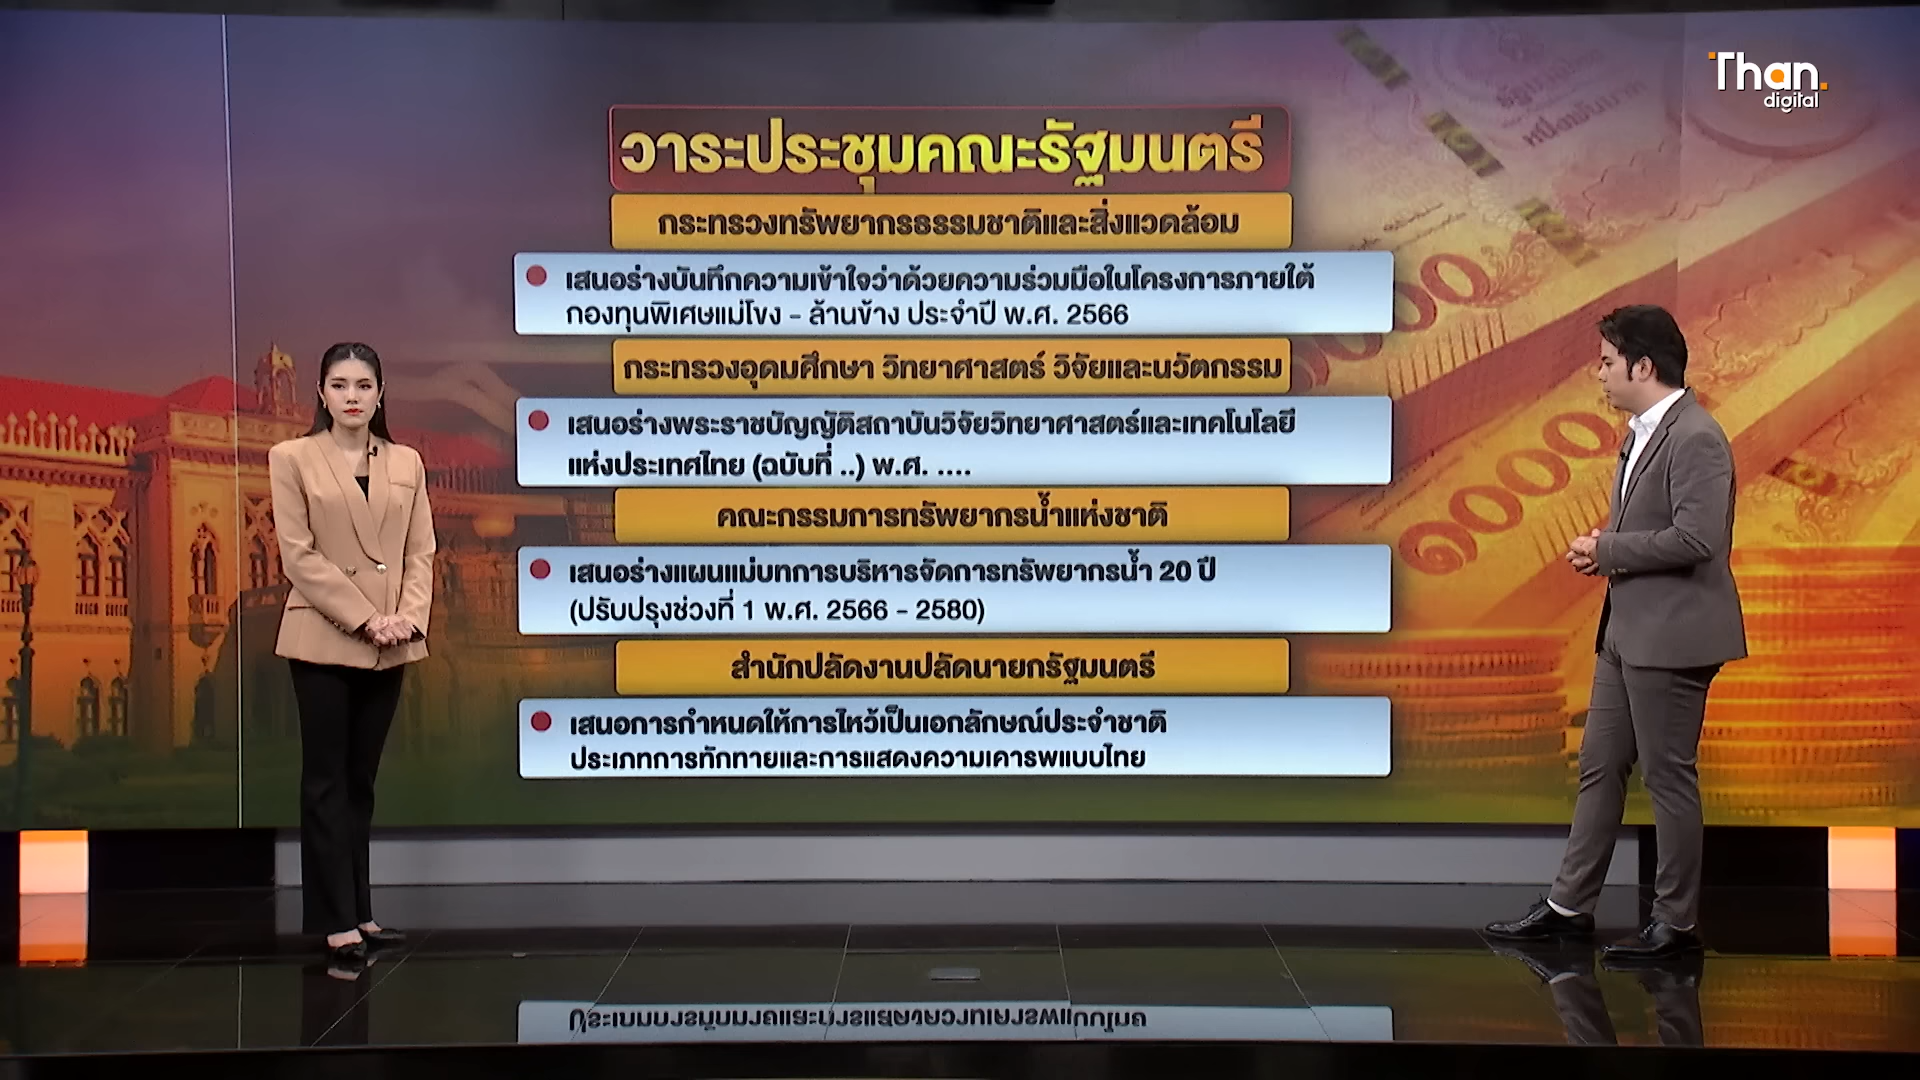 Than.
digital
วาระประชุมคณะรัฐมนตรี
กระทรวงทรัพยากรธรรมชาติและสิ่งแวดล้อม
เสนอร่างบันทึกความเข้าใจว่าด้วยความร่วมมือในโครงการภายใต้
กองทุนพิเศษแม่โขง - ล้านข้าง ประจำปี พ.ศ. 2566
กระทรวงอุดมศึกษา วิทยาศาสตร์ วิจัยและนวัตกรรม
เสนอร่างพระราชบัญญัติสถาบันวิจัยวิทยาศาสตร์และเทคโนโลยี
แห่งประเทศไทย (ฉบับที่ ..) พ.ศ. ....
คณะกรรมการทรัพยากรน้ำแห่งชาติ
เสนอร่างแผนแม่บทการบริหารจัดการทรัพยากรน้ำ 20 ปี
(ปรับปรุงช่วงที่ 1 พ.ศ. 2566 - 2580)
สำนักปลัดงานปลัดนายกรัฐมนตรี
เสนอการกำหนดให้การไหว้เป็นเอกลักษณ์ประจำชาติ
ประเภทการทักทายและการแสดงความเคารพแบบไทย
๑๐๐๐